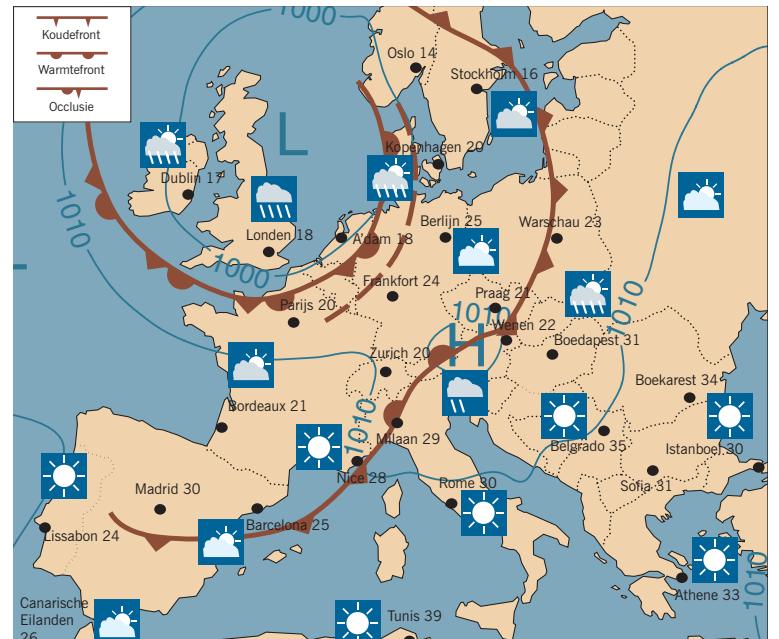 1000
Koudefront
Warmtefront
Occlusie
Oslo 14
Stockholm 16
L
Kopenhagen 20
Dublin 17
1010
Londen 18
A'dam 18
Berlijn 25
Warschau 23
1000
Frankfort 24
Praag 21
1010
Parijs 20
1010
Wenen 22
H
Zurich 20
Boedapest 31
Boekarest 34
Bordeaux 21
1010
Milaan 29
Belgrado 35
Istanboel 30
Nice 28
Rome 30
Sofia 31
Madrid 30
Barcelona 25
Lissabon 24
1010
Athene 33
Canarische
Eilanden
26
Tunis 39